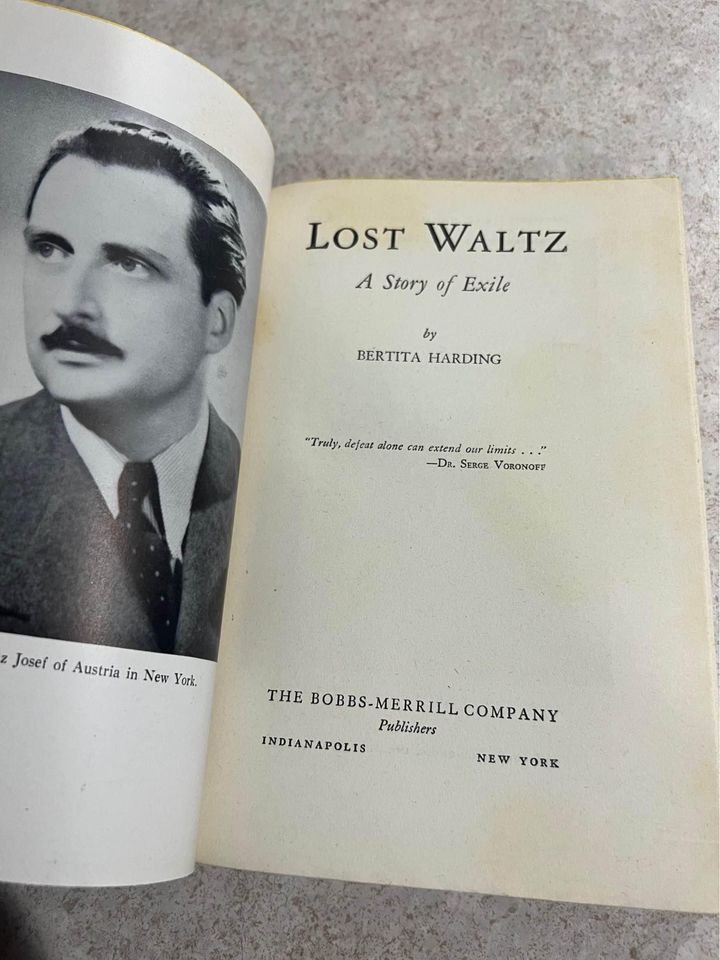 z Josef of Austria in New York.
LOST WALTZ
A Story of Exile
by
BERTITA HARDING
"Truly, defeat alone can extend our limits . . ."
—DR. SERGE VORONOFF
THE BOBBS-MERRILL COMPANY
Publishers
INDIANAPOLIS NEW YORK